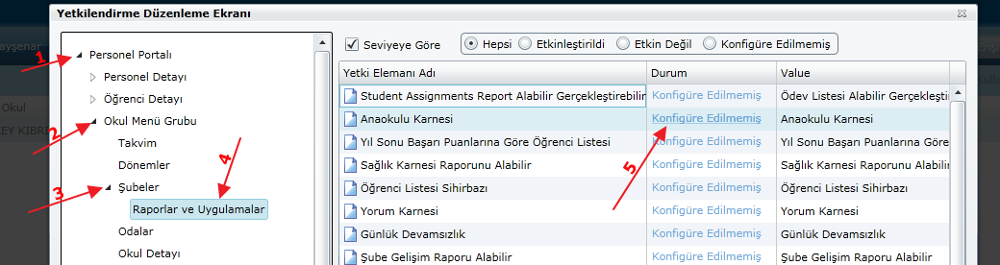 Yetkilendirme Düzenleme Ekranı
ayşenar
Okul
EY KIBRI
1
Personel Portalı
Personel Detayı
Öğrenci Detayı
2
Okul Menü Grubu
Takvim
Dönemler
3
Şubeler
4
Raporlar ve Uygulamalar
Odalar
Okul Detayı
Seviyeye Göre Hepsi Etkinleştirildi Etkin Değil Konfigüre Edilmemiş
Yetki Elemanı Adı Durum Value
Student Assignments Report Alabilir Gerçekleştirebilir Konfigüre Edilmemiş Ödev Listesi Alabilir Gerçekleşti
Anaokulu Karnesi Konfigüre Edilmemiş Anaokulu Karnesi
5
Yıl Sonu Başarı Puanlarına Göre Öğrenci Listesi Konfigüre Edilmemiş Yıl Sonu Başarı Puanlarına Göre
Sağlık Karnesi Raporunu Alabilir Konfigüre Edilmemiş Sağlık Karnesi Raporunu Alabilir
Öğrenci Listesi Sihirbazı Konfigüre Edilmemiş Öğrenci Listesi Sihirbazı
Yorum Karnesi Konfigüre Edilmemiş Yorum Karnesi
Günlük Devamsızlık Konfigüre Edilmemiş Günlük Devamsızlık
Şube Gelişim Raporu Alabilir Konfigüre Edilmemiş Şube Gelişim Raporu Alabilir